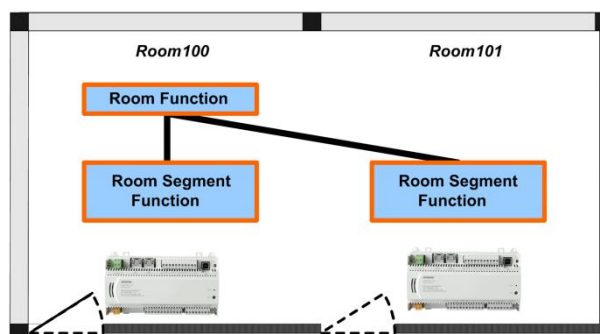 Room100
Room101
Room Function
Room Segment
Function
Room Segment
Function